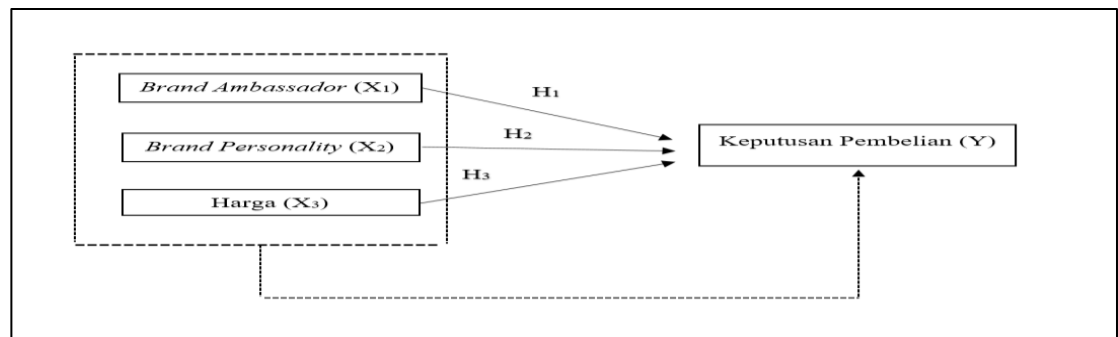 Brand Ambassador (X₁)
H₁
Brand Personality (X₂)
H₂
Keputusan Pembelian (Y)
H₃
Harga (X₃)